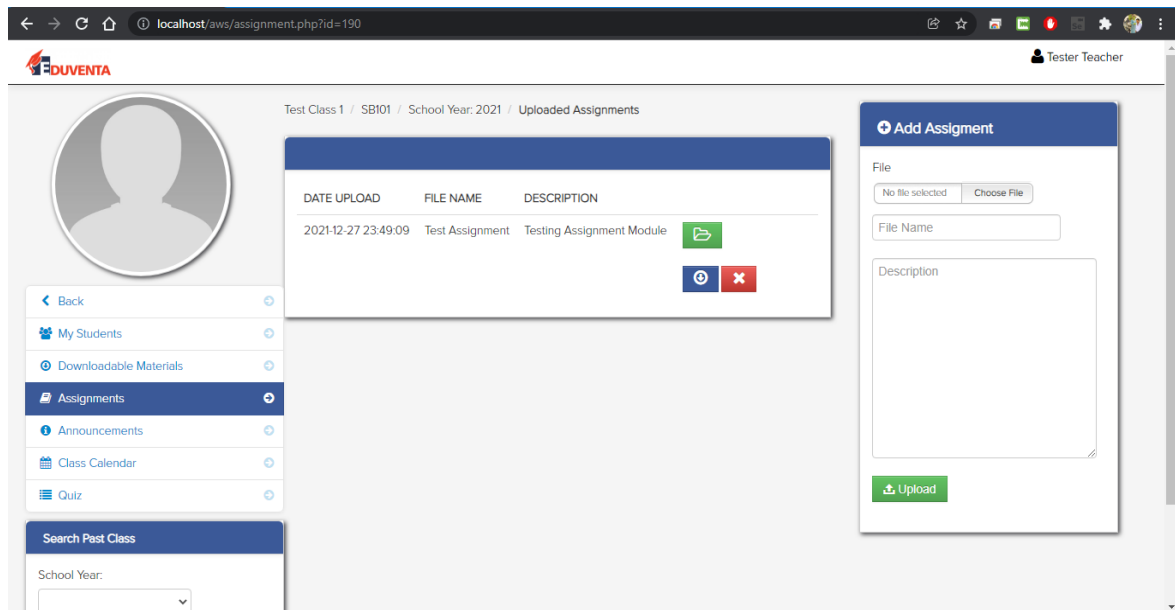 localhost/aws/assignment.php?id=190
EDUVENTA
Tester Teacher
Test Class 1 / SB101 / School Year: 2021 / Uploaded Assignments
DATE UPLOAD FILE NAME DESCRIPTION
2021-12-27 23:49:09 Test Assignment Testing Assignment Module
Back
My Students
Downloadable Materials
Assignments
Announcements
Class Calendar
Quiz
Search Past Class
School Year:
Add Assigment
File
No file selected Choose File
File Name
Description
Upload